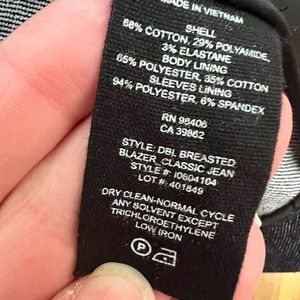 MADE IN VIETNAM
SHELL
68% COTTON, 29% POLYAMIDE,
3% ELASTANE
BODY LINING
65% POLYESTER, 35% COTTON
SLEEVES LINING
94% POLYESTER, 6% SPANDEX
RN 98406
CA 39862
STYLE: DBL BREASTED
BLAZER_CLASSIC JEAN
STYLE #: I0604104
LOT #: 401849
DRY CLEAN-NORMAL CYCLE
ANY SOLVENT EXCEPT
TRICHLOROETHYLENE
LOW IRON
P